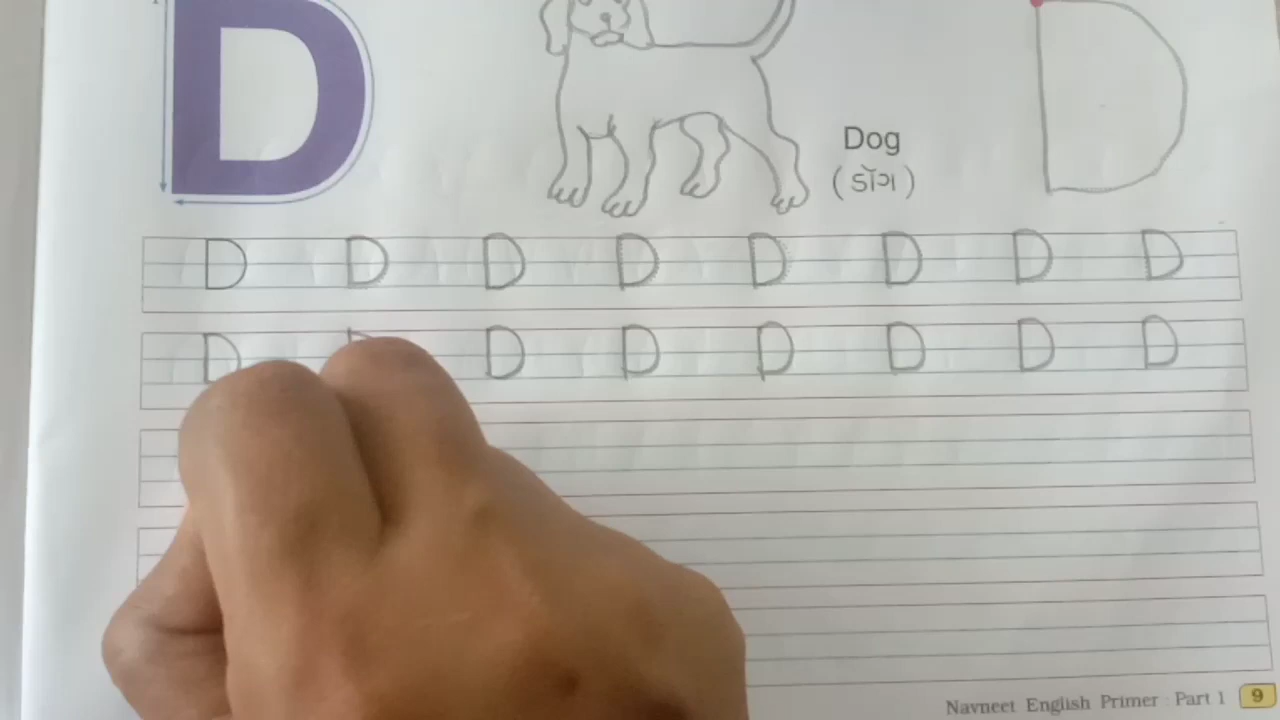 D D
Dog
(ડૉગ)
D D D D D D D D
D D D D D D D
Navneet English Primer : Part 1 9